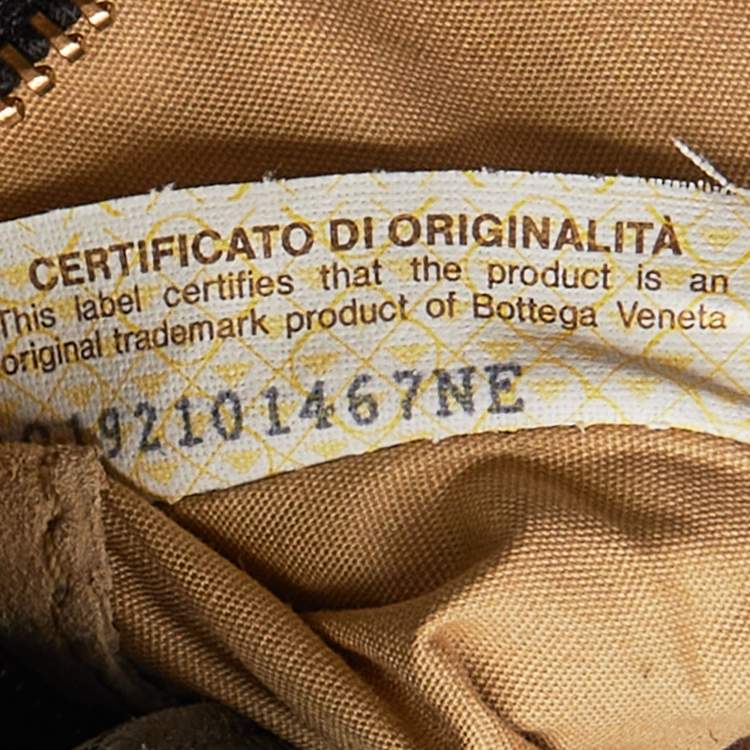 CERTIFICATO DI ORIGINALITÀ
This label certifies that the product is an
original trademark product of Bottega Veneta
0192101467NE